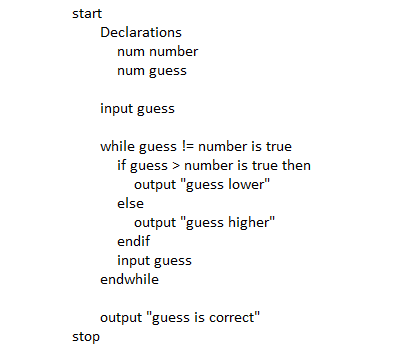 start
Declarations
num number
num guess
input guess
while guess != number is true
if guess > number is true then
output "guess lower"
else
output "guess higher"
endif
input guess
endwhile
output "guess is correct"
stop